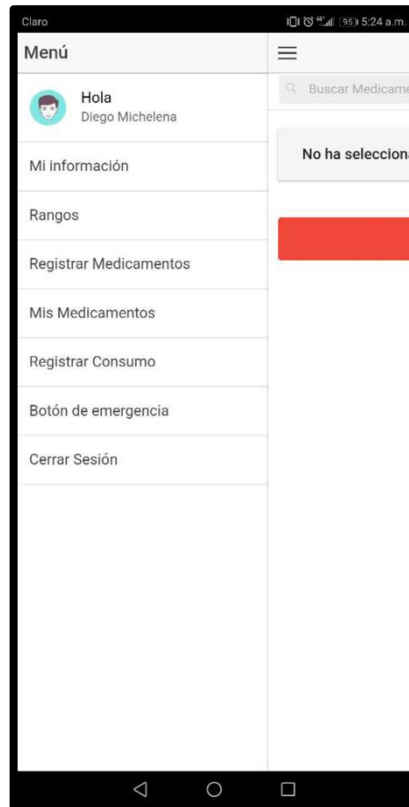 Claro 95 5:24 a.m.
Menú
Hola
Diego Michelena
Mi información
Rangos
Registrar Medicamentos
Mis Medicamentos
Registrar Consumo
Botón de emergencia
Cerrar Sesión
Buscar Medicame
No ha selecciona